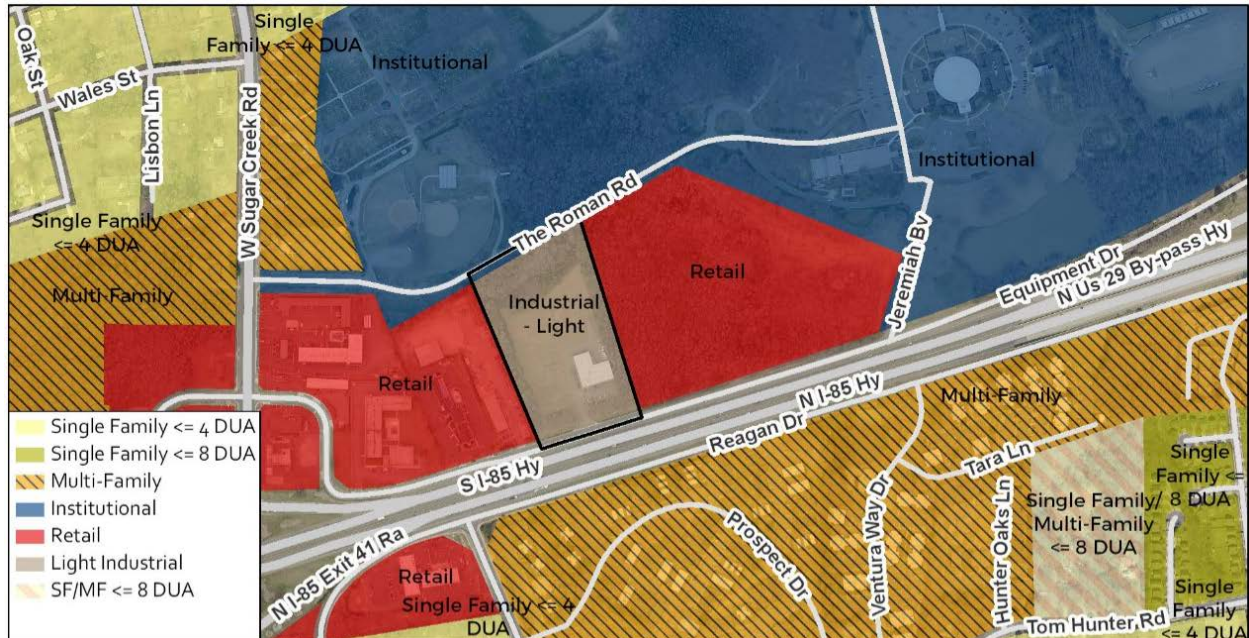 Single
Family <= 4 DUA
Institutional
Oak St
Wales St
Lisbon Ln
W Sugar Creek Rd
Institutional
The Roman Rd
Single Family
<= 4 DUA
Multi-Family
Retail
Industrial
- Light
Jeremiah Bv
Equipment Dr
N Us 29 By-pass Hy
Retail
N I-85 Hy
Multi-Family
Reagan Dr
S I-85 Hy
Tara Ln
Single
Family <=
8 DUA
Single Family/
Multi-Family
<= 8 DUA
Ventura Way Dr
Hunter Oaks Ln
Prospect Dr
N I-85 Exit 41 Ra
Retail
Single Family <= 4
DUA
Single
Family
<= 4 DUA
Tom Hunter Rd
Single Family <= 4 DUA
Single Family <= 8 DUA
Multi-Family
Institutional
Retail
Light Industrial
SF/MF <= 8 DUA